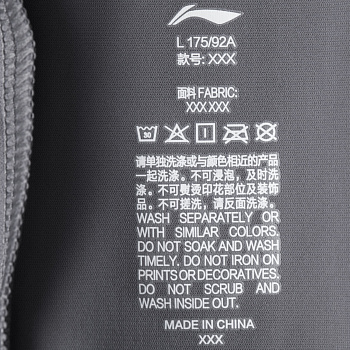 L 175/92A
款号: XXX
面料 FABRIC:
XXX XXX
请单独洗涤或与颜色相近的产品
一起洗涤。不可浸泡，及时洗
涤。不可熨烫印花部位及装饰
品。不可搓洗，请反面洗涤。
WASH SEPARATELY OR
WITH SIMILAR COLORS.
DO NOT SOAK AND WASH
TIMELY. DO NOT IRON ON
PRINTS OR DECORATIVES.
DO NOT SCRUB AND
WASH INSIDE OUT.
MADE IN CHINA
XXX